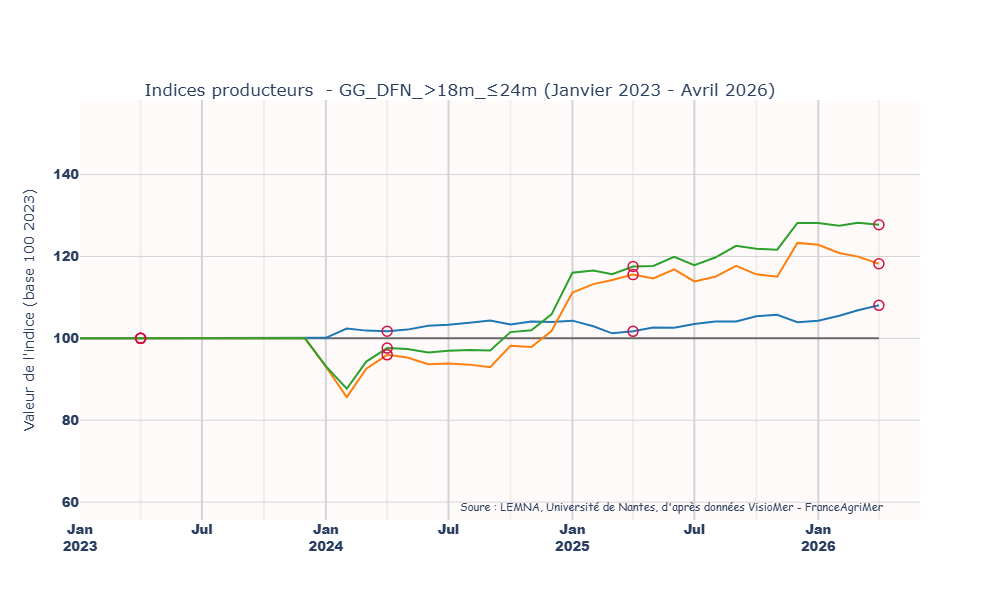 Indices producteurs  - GG_DFN_>18m_≤24m (Janvier 2023 - Avril 2026)
Valeur de l'indice (base 100 2023)
140
120
100
80
60
Soure : LEMNA, Université de Nantes, d'après données VisioMer - FranceAgriMer
Jan Jul Jan Jul Jan Jul Jan
2023 2024 2025 2026